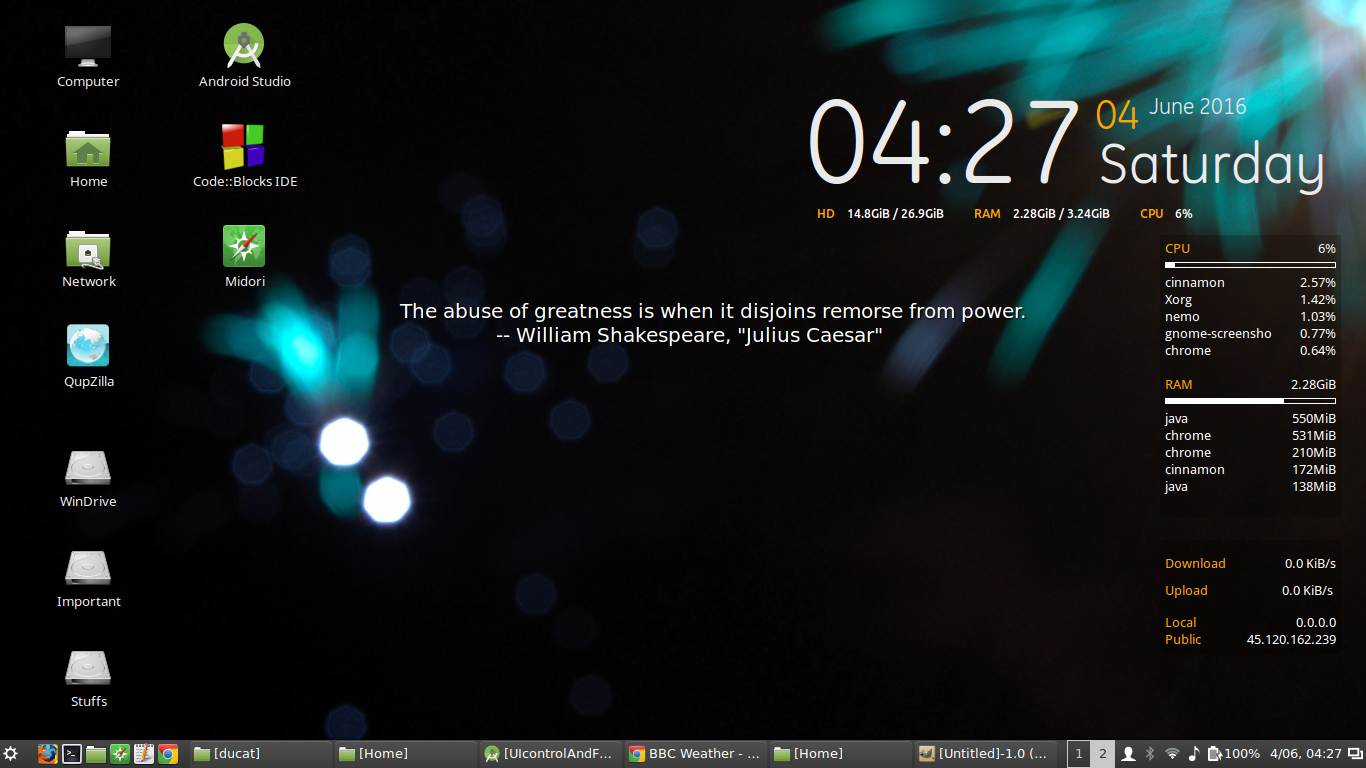 Computer
Android Studio
Home
Code::Blocks IDE
Network
Midori
QupZilla
WinDrive
Important
Stuffs
04:27 04 June 2016
Saturday
HD 14.8GiB / 26.9GiB RAM 2.28GiB / 3.24GiB CPU 6%
The abuse of greatness is when it disjoins remorse from power.
-- William Shakespeare, "Julius Caesar"
CPU 6%
cinnamon 2.57%
Xorg 1.42%
nemo 1.03%
gnome-screensho 0.77%
chrome 0.64%
RAM 2.28GiB
java 550MiB
chrome 531MiB
chrome 210MiB
cinnamon 172MiB
java 138MiB
Download 0.0 KiB/s
Upload 0.0 KiB/s
Local 0.0.0.0
Public 45.120.162.239
[ducat] [Home] [UIcontrolAndF... BBC Weather - ... [Home] [Untitled]-1.0 (... 1 2 100% 4/06, 04:27